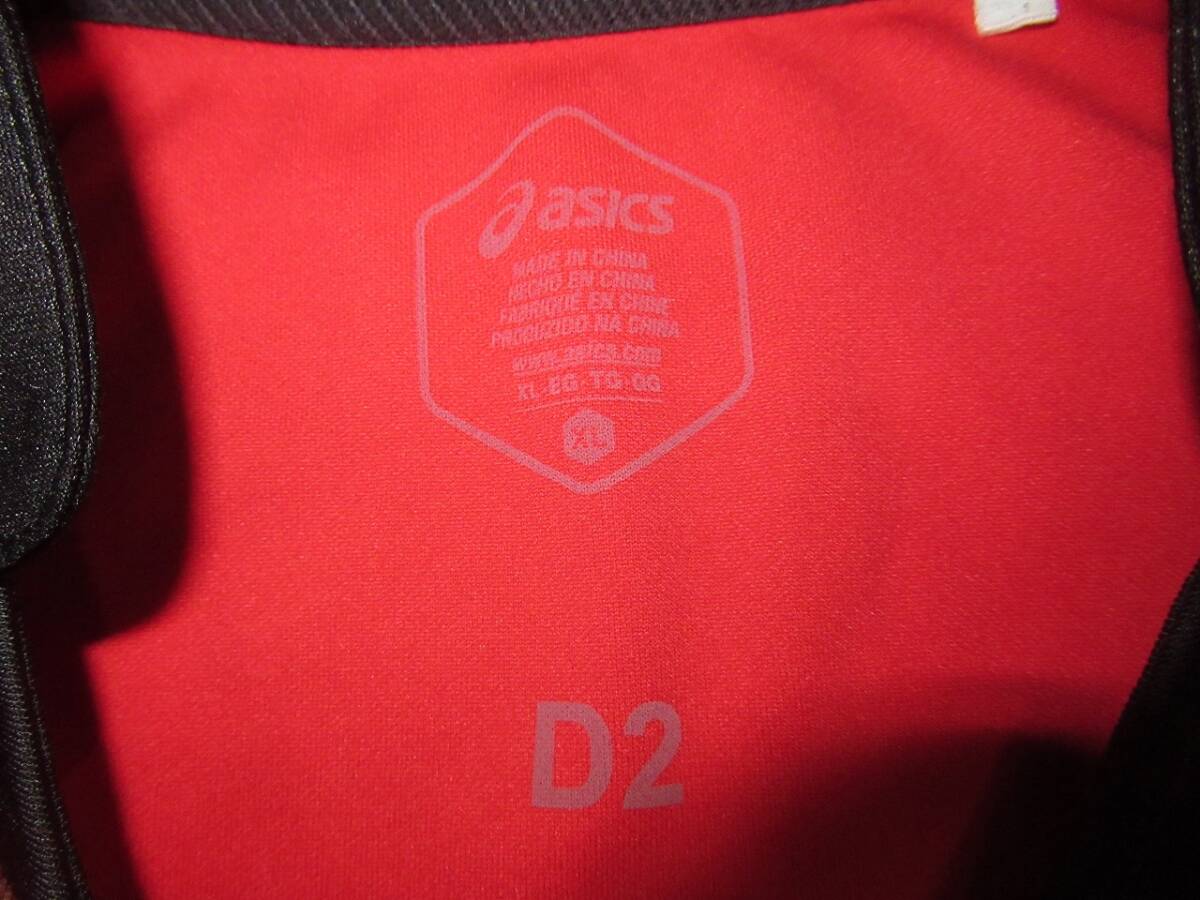 asics
MADE IN CHINA
HECHO EN CHINA
FABRIQUÉ EN CHINE
PRODUZIDO NA CHINA
www.asics.com
XL·EG·TG·GG
XL
D2